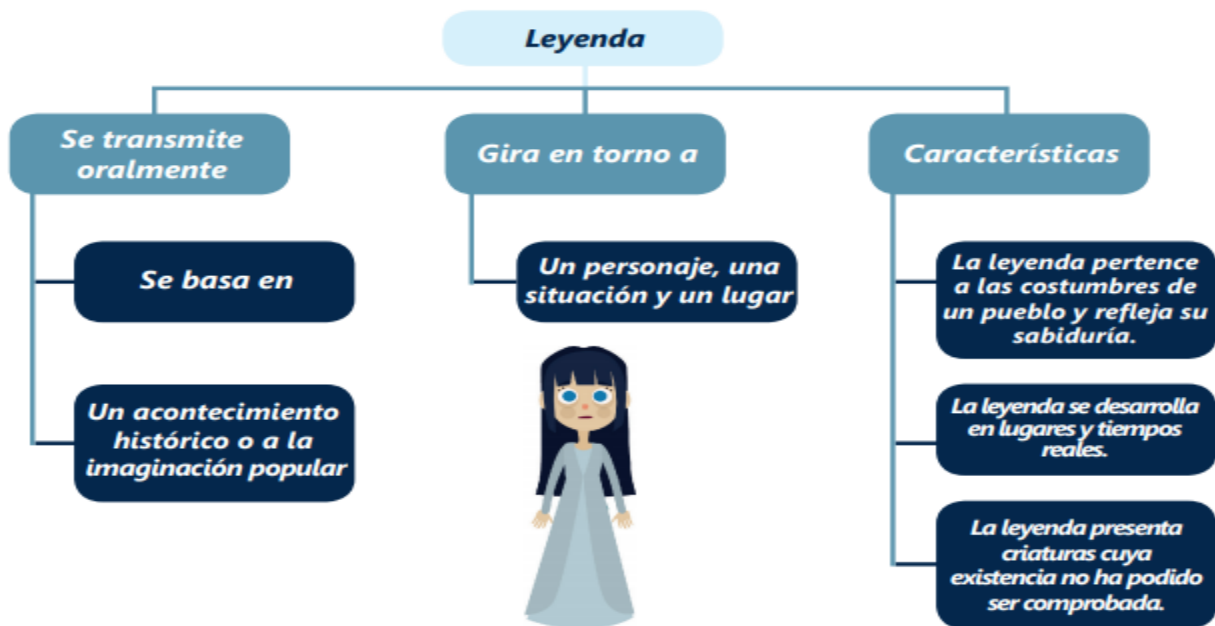 Leyenda
Se transmite
oralmente
Se basa en
Un acontecimiento
histórico o a la
imaginación popular
Gira en torno a
Un personaje, una
situación y un lugar
Caracterís­ticas
La leyenda pertence
a las costumbres de
un pueblo y refleja su
sabiduría.
La leyenda se desarrolla
en lugares y tiempos
reales.
La leyenda presenta
criaturas cuya
existencia no ha podido
ser comprobada.